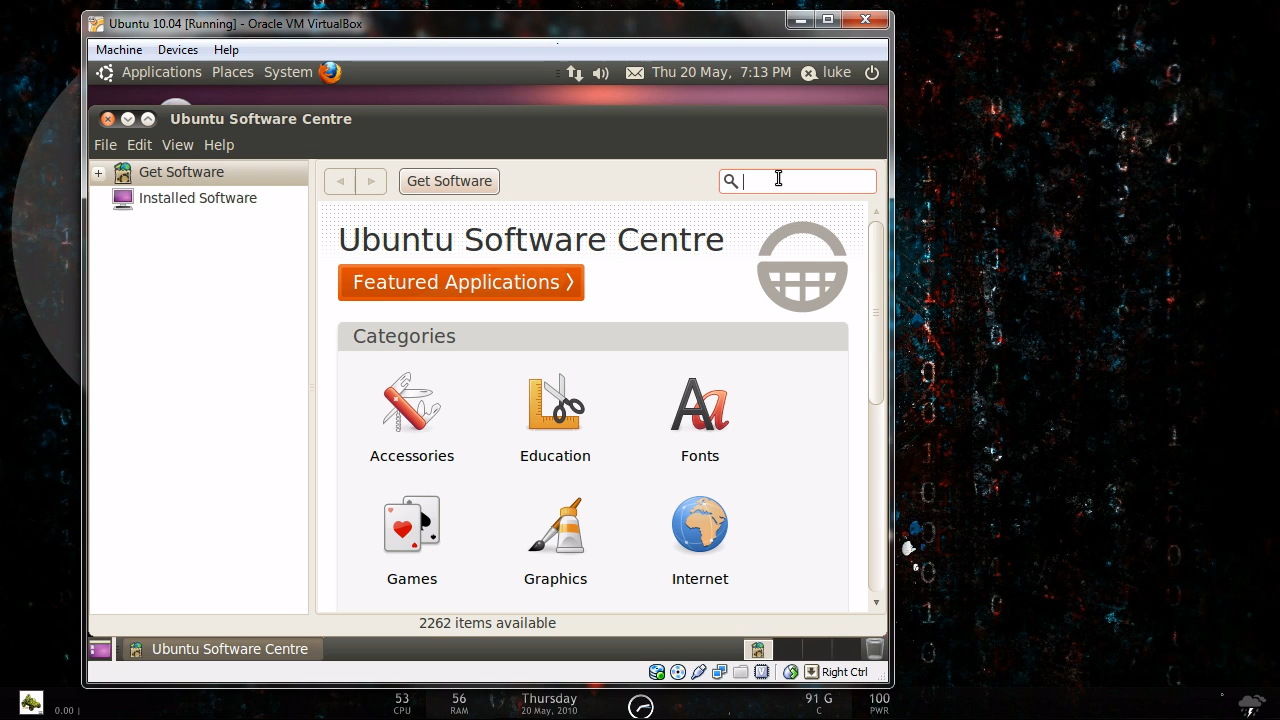 Ubuntu 10.04 [Running] - Oracle VM VirtualBox
Machine Devices Help
Applications Places System Thu 20 May, 7:13 PM luke
Ubuntu Software Centre
File Edit View Help
Get Software
Installed Software
Get Software
Ubuntu Software Centre
Featured Applications ⟩
Categories
Accessories Education Fonts
Games Graphics Internet
2262 items available
Ubuntu Software Centre
Right Ctrl
0.00
53 56 Thursday 91 G 100
CPU RAM 20 May, 2010 C PWR